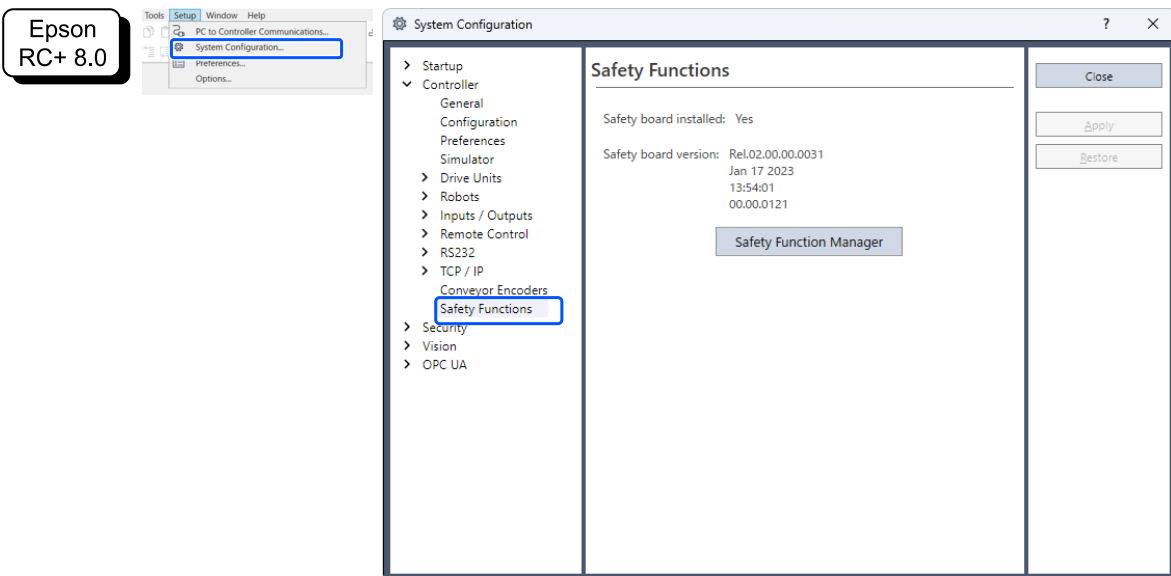 Epson
RC+ 8.0
Tools Setup Window Help
PC to Controller Communications...
System Configuration...
Preferences...
Options...
System Configuration
?
Startup
Controller
General
Configuration
Preferences
Simulator
Drive Units
Robots
Inputs / Outputs
Remote Control
RS232
TCP / IP
Conveyor Encoders
Safety Functions
Security
Vision
OPC UA
Safety Functions
Safety board installed: Yes
Safety board version: Rel.02.00.00.0031
Jan 17 2023
13:54:01
00.00.0121
Safety Function Manager
Close
Apply
Restore